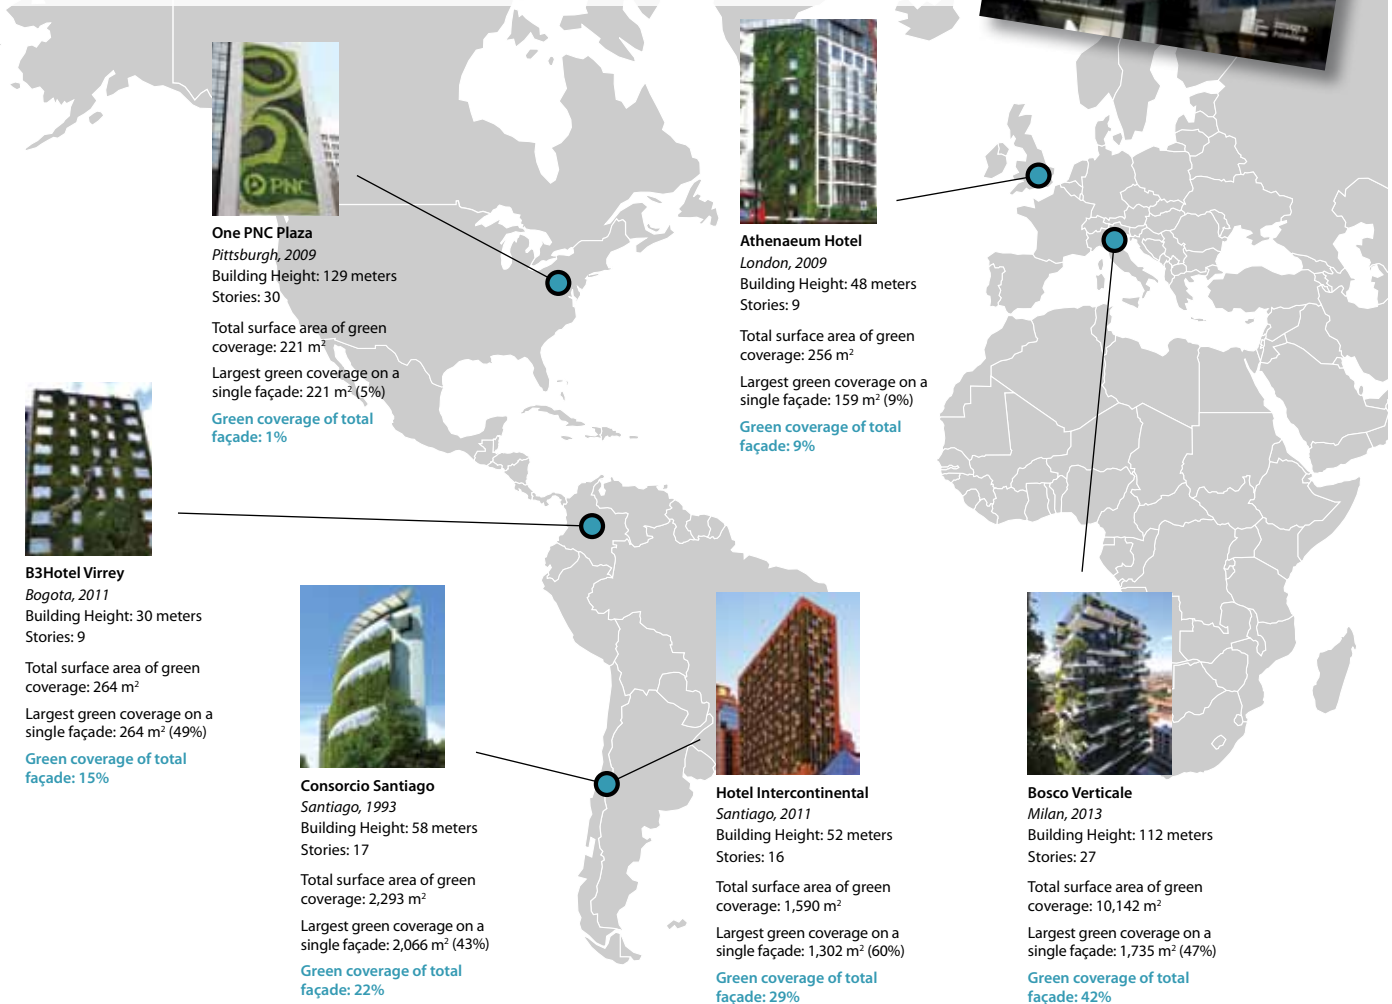 PNC
One PNC Plaza
Pittsburgh, 2009
Building Height: 129 meters
Stories: 30
Total surface area of green
coverage: 221 m²
Largest green coverage on a
single façade: 221 m² (5%)
Green coverage of total
façade: 1%
Athenaeum Hotel
London, 2009
Building Height: 48 meters
Stories: 9
Total surface area of green
coverage: 256 m²
Largest green coverage on a
single façade: 159 m² (9%)
Green coverage of total
façade: 9%
B3Hotel Virrey
Bogota, 2011
Building Height: 30 meters
Stories: 9
Total surface area of green
coverage: 264 m²
Largest green coverage on a
single façade: 264 m² (49%)
Green coverage of total
façade: 15%
Consorcio Santiago
Santiago, 1993
Building Height: 58 meters
Stories: 17
Total surface area of green
coverage: 2,293 m²
Largest green coverage on a
single façade: 2,066 m² (43%)
Green coverage of total
façade: 22%
Hotel Intercontinental
Santiago, 2011
Building Height: 52 meters
Stories: 16
Total surface area of green
coverage: 1,590 m²
Largest green coverage on a
single façade: 1,302 m² (60%)
Green coverage of total
façade: 29%
Bosco Verticale
Milan, 2013
Building Height: 112 meters
Stories: 27
Total surface area of green
coverage: 10,142 m²
Largest green coverage on a
single façade: 1,735 m² (47%)
Green coverage of total
façade: 42%